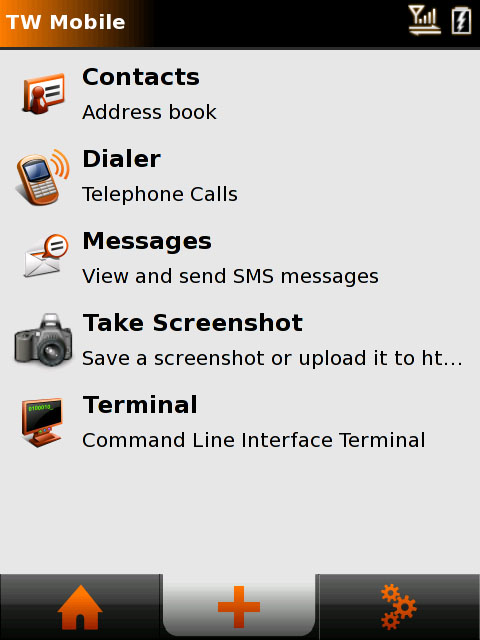 TW Mobile
Contacts
Address book
Dialer
Telephone Calls
Messages
View and send SMS messages
Take Screenshot
Save a screenshot or upload it to ht...
Terminal
Command Line Interface Terminal